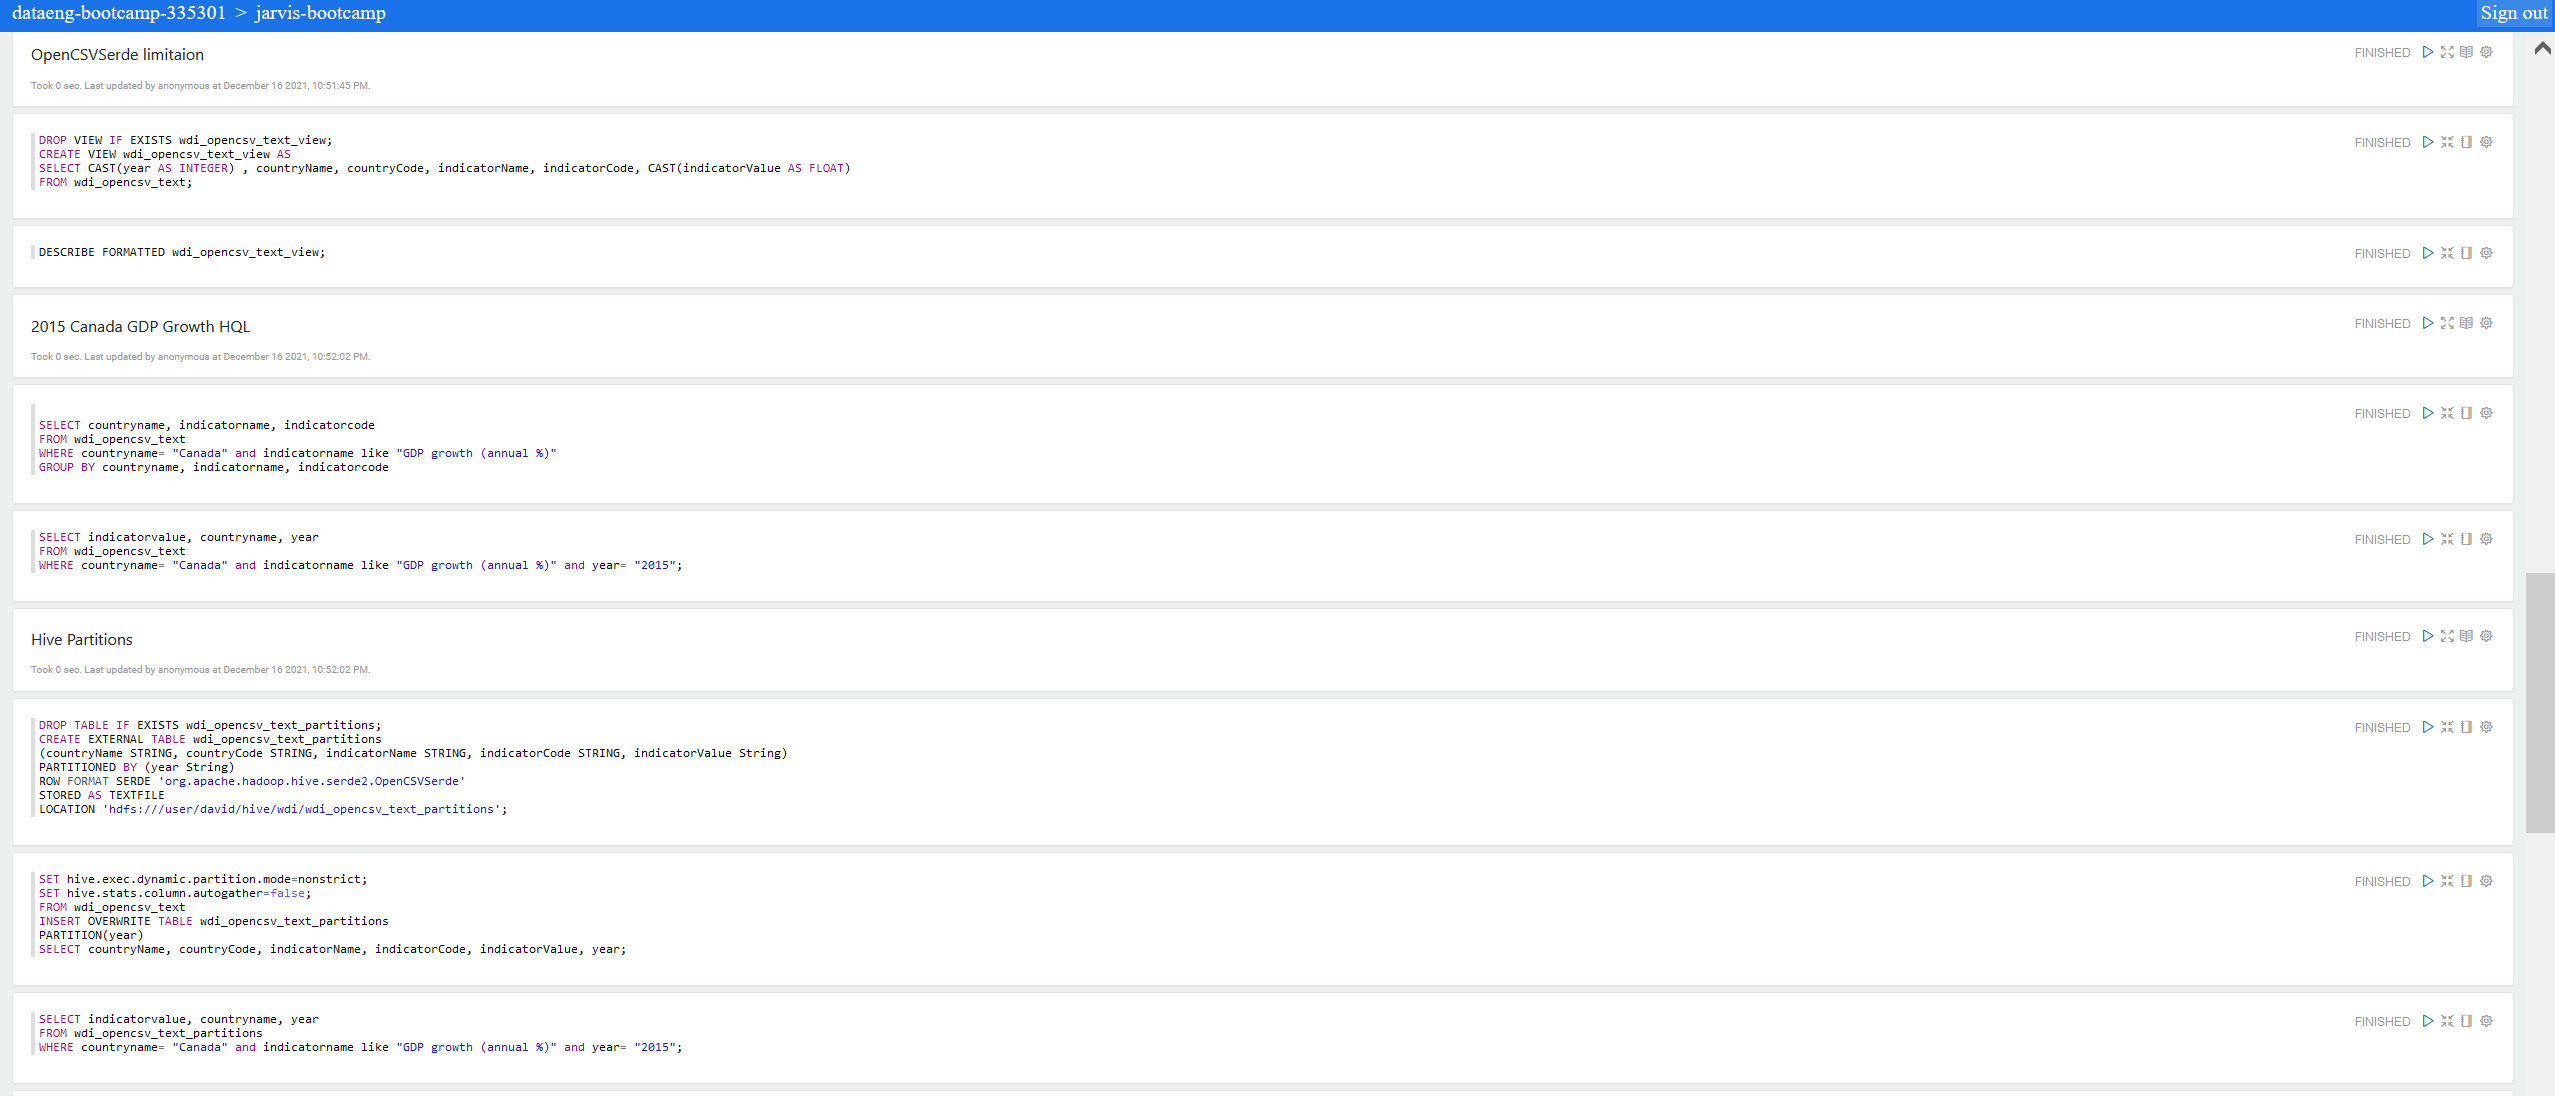 dataeng-bootcamp-335301 > jarvis-bootcamp
Sign out
OpenCSVSerde limitaion
FINISHED
Took 0 sec. Last updated by anonymous at December 16 2021, 10:51:45 PM.
DROP VIEW IF EXISTS wdi_opencsv_text_view;
FINISHED
CREATE VIEW wdi_opencsv_text_view AS
SELECT CAST(year AS INTEGER) , countryName, countryCode, indicatorName, indicatorCode, CAST(indicatorValue AS FLOAT)
FROM wdi_opencsv_text;
DESCRIBE FORMATTED wdi_opencsv_text_view;
FINISHED
2015 Canada GDP Growth HQL
FINISHED
Took 0 sec. Last updated by anonymous at December 16 2021, 10:52:02 PM.
FINISHED
SELECT countryname, indicatorname, indicatorcode
FROM wdi_opencsv_text
WHERE countryname= "Canada" and indicatorname like "GDP growth (annual %)"
GROUP BY countryname, indicatorname, indicatorcode
SELECT indicatorvalue, countryname, year
FINISHED
FROM wdi_opencsv_text
WHERE countryname= "Canada" and indicatorname like "GDP growth (annual %)" and year= "2015";
Hive Partitions
FINISHED
Took 0 sec. Last updated by anonymous at December 16 2021, 10:52:02 PM.
DROP TABLE IF EXISTS wdi_opencsv_text_partitions;
FINISHED
CREATE EXTERNAL TABLE wdi_opencsv_text_partitions
(countryName STRING, countryCode STRING, indicatorName STRING, indicatorCode STRING, indicatorValue String)
PARTITIONED BY (year String)
ROW FORMAT SERDE 'org.apache.hadoop.hive.serde2.OpenCSVSerde'
STORED AS TEXTFILE
LOCATION 'hdfs:///user/david/hive/wdi/wdi_opencsv_text_partitions';
SET hive.exec.dynamic.partition.mode=nonstrict;
FINISHED
SET hive.stats.column.autogather=false;
FROM wdi_opencsv_text
INSERT OVERWRITE TABLE wdi_opencsv_text_partitions
PARTITION(year)
SELECT countryName, countryCode, indicatorName, indicatorCode, indicatorValue, year;
SELECT indicatorvalue, countryname, year
FINISHED
FROM wdi_opencsv_text_partitions
WHERE countryname= "Canada" and indicatorname like "GDP growth (annual %)" and year= "2015";